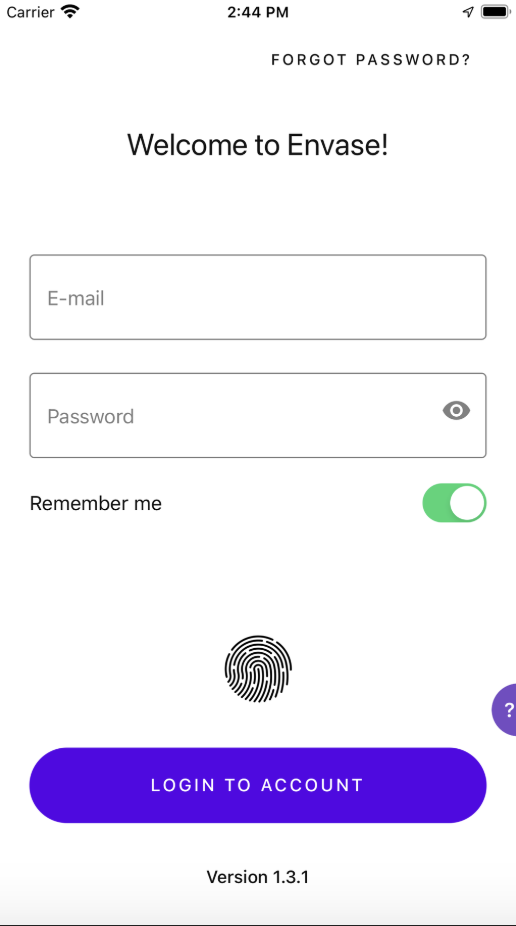 Carrier 2:44 PM
FORGOT PASSWORD?
Welcome to Envase!
E-mail
Password
Remember me
?
LOGIN TO ACCOUNT
Version 1.3.1